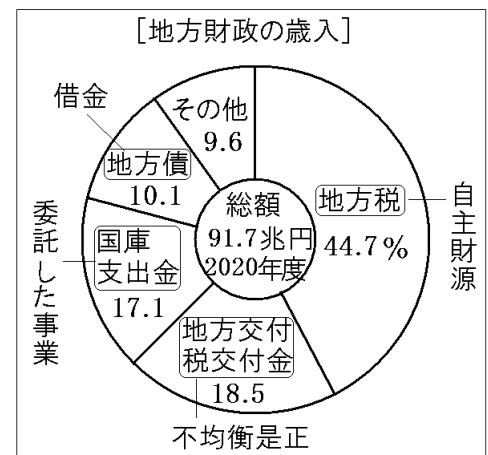 [地方財政の歳入]
借金
その他
9.6
地方債
10.1
総額
91.7兆円
2020年度
地方税
44.7%
自主財源
委託した事業
国庫
支出金
17.1
地方交付
税交付金
18.5
不均衡是正